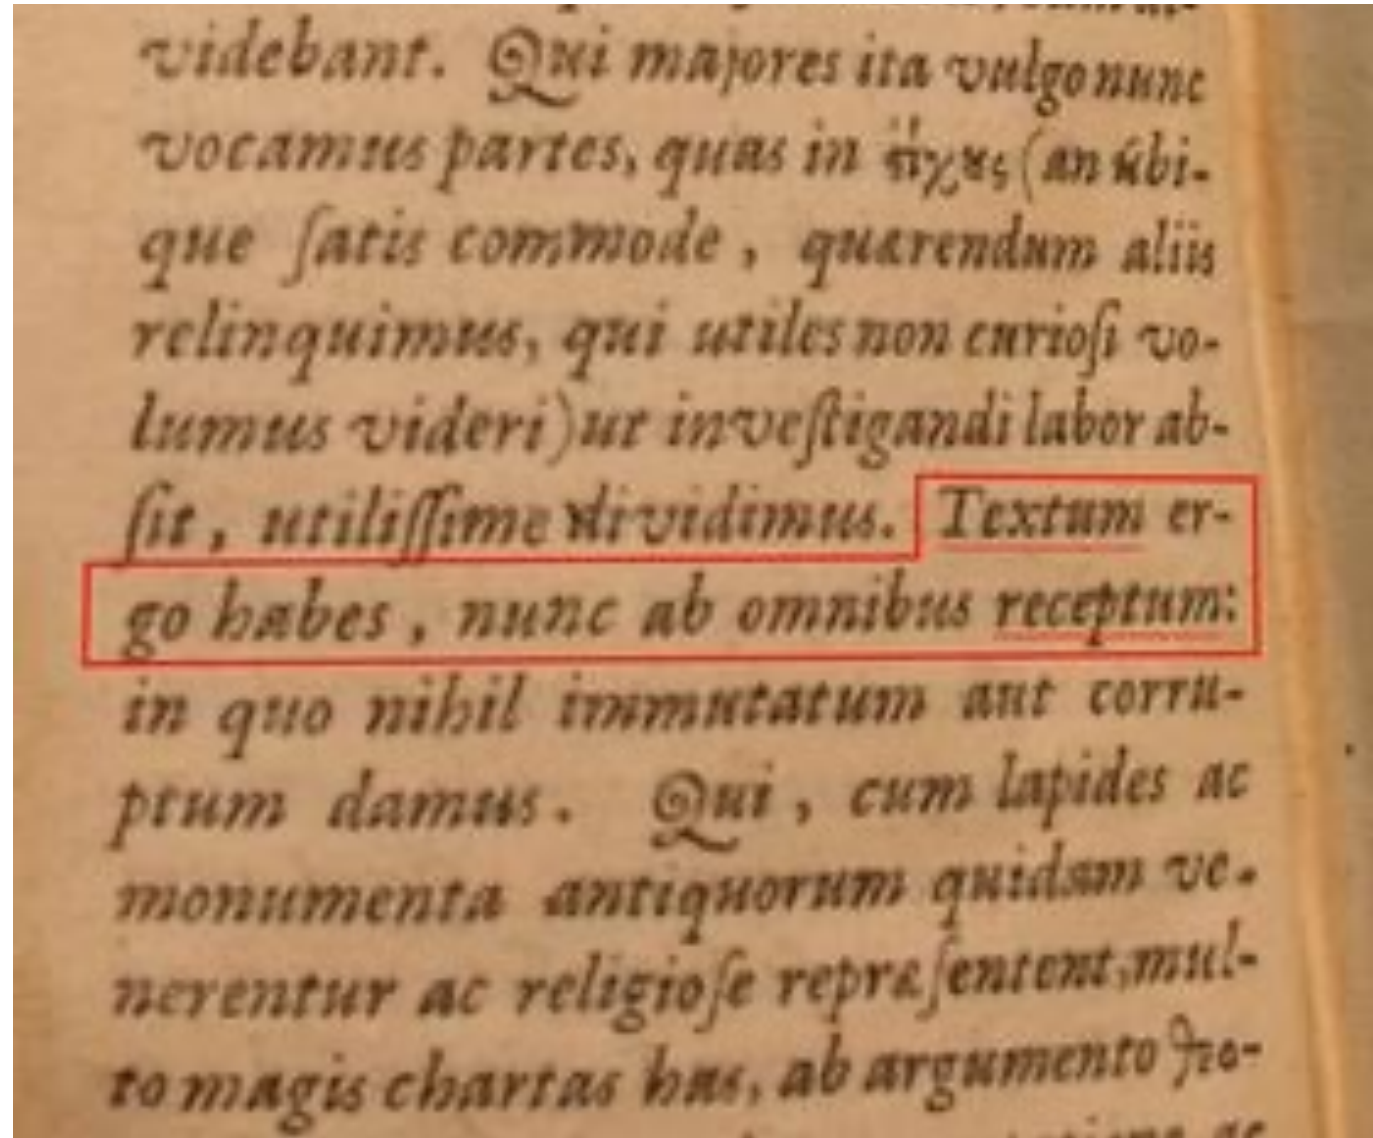 videbant. Qui majores ita vulgo nunc
vocamus partes, quas in ἤχȣς (an úbi-
que ſatis commode, quærendum aliis
relinquimus, qui utiles non curioſi vo-
lumus videri) ut inveſtigandi labor ab-
ſit, utiliſſime dividimus. Textum er-
go habes, nunc ab omnibus receptum:
in quo nihil immutatum aut corru-
ptum damus. Qui, cum lapides ac
monumenta antiquorum quidam ve-
nerentur ac religioſe repræſentent, mul-
to magis chartas has, ab argumento